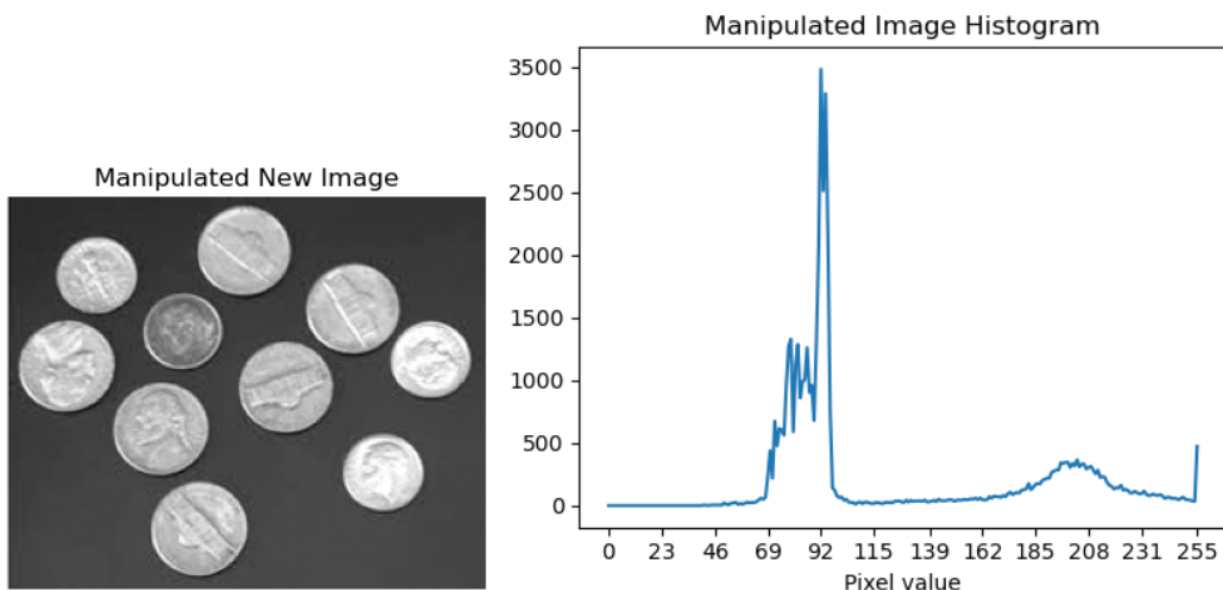 Manipulated New Image
Manipulated Image Histogram
3500
3000
2500
2000
1500
1000
500
0
0 23 46 69 92 115 139 162 185 208 231 255
Pixel value